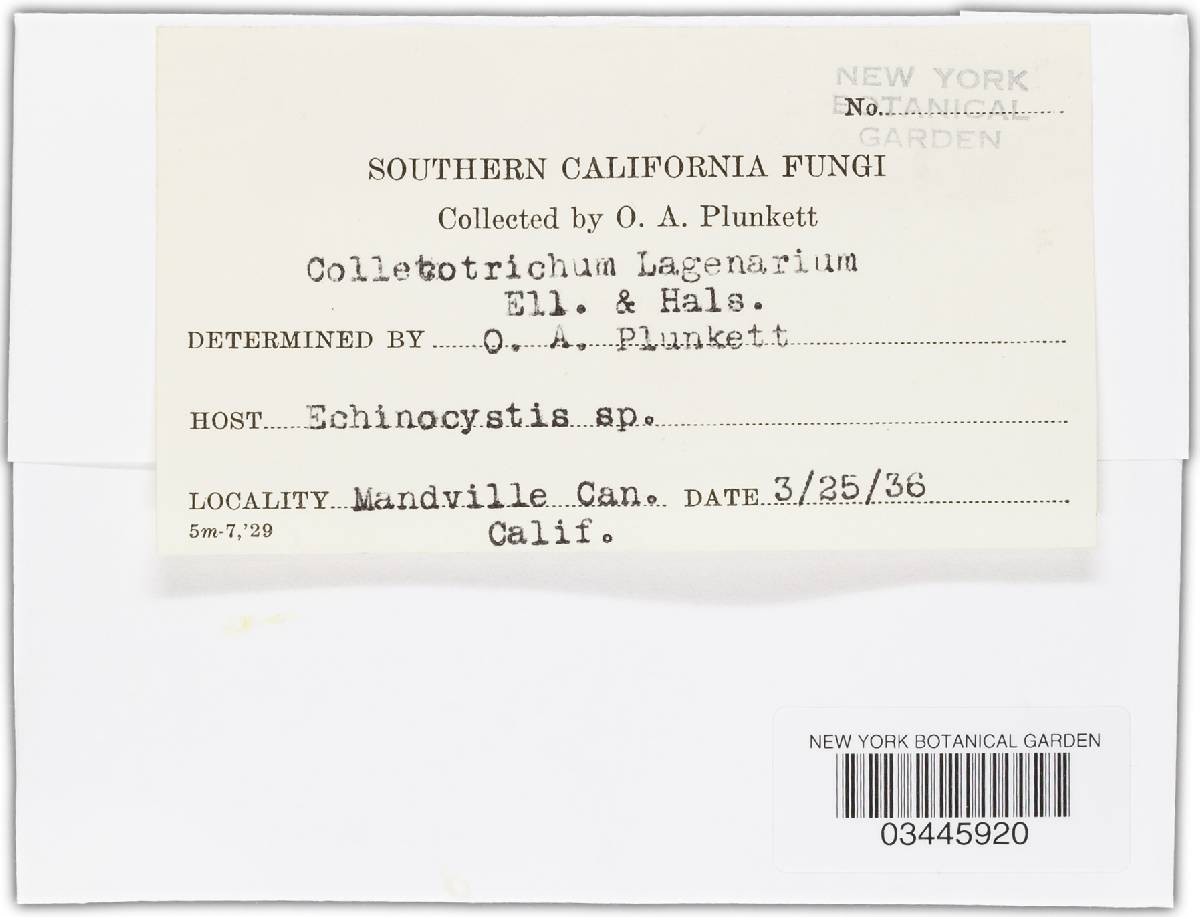 NEW YORK
BOTANICAL
GARDEN
No.
SOUTHERN CALIFORNIA FUNGI
Collected by O. A. Plunkett
Colletotrichum Lagenarium
Ell. & Hals.
DETERMINED BY O. A. Plunkett
HOST Echinocystis sp.
LOCALITY Mandville Can. DATE 3/25/36
5m-7,'29 Calif.
NEW YORK BOTANICAL GARDEN
03445920